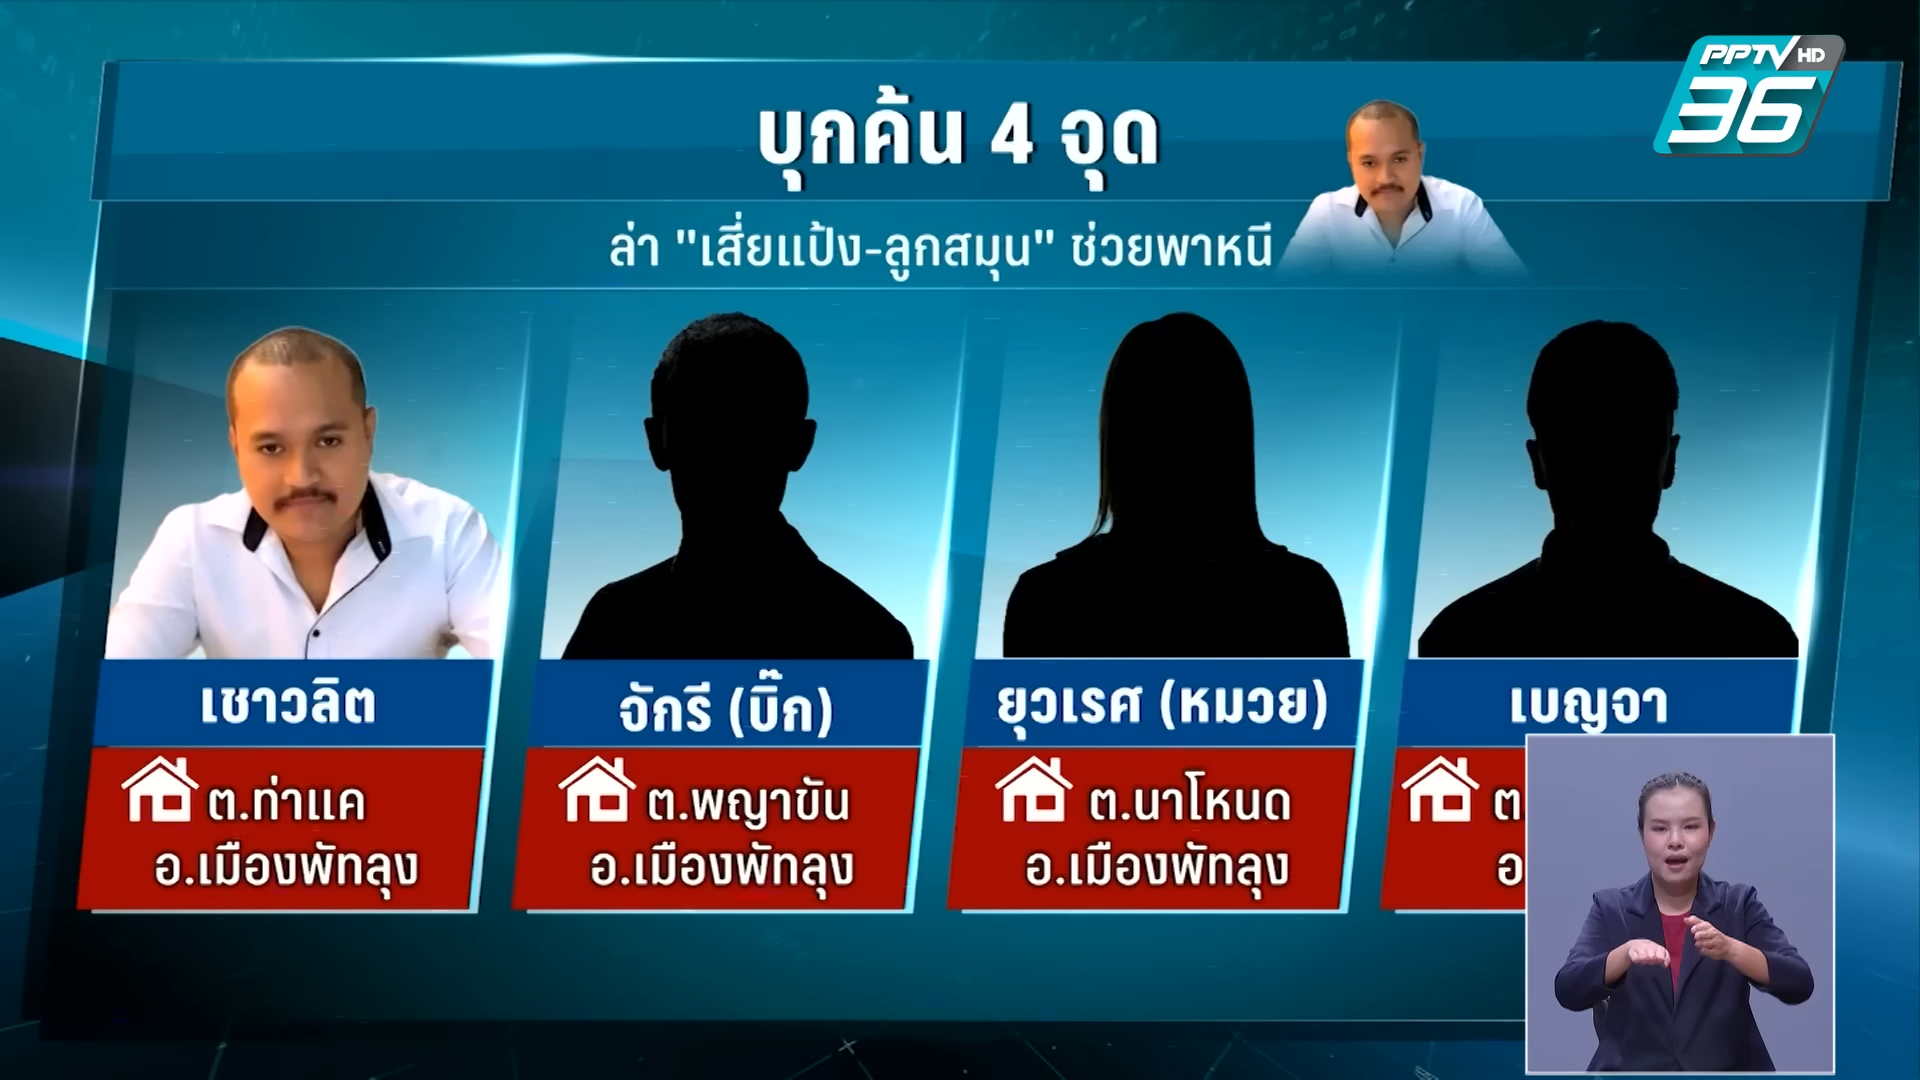 PPTV HD
36
บุกค้น 4 จุด
ล่า "เสี่ยแป้ง-ลูกสมุน" ช่วยพาหนี
เชาวลิต
จักรี (บิ๊ก)
ยุวเรศ (หมวย)
เบญจา
ต.ท่าแค
อ.เมืองพัทลุง
ต.พญาขัน
อ.เมืองพัทลุง
ต.นาโหนด
อ.เมืองพัทลุง